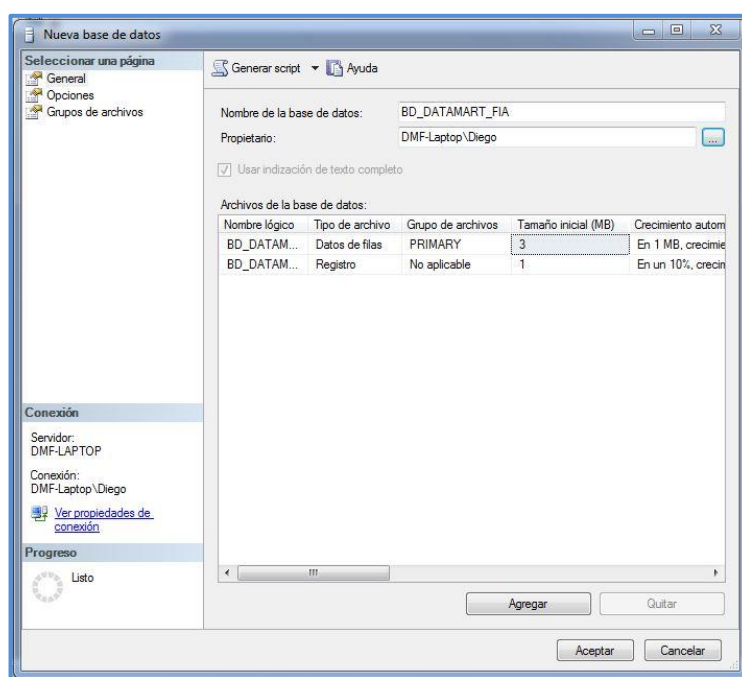 Nueva base de datos
Seleccionar una página
General
Opciones
Grupos de archivos
Generar script
Ayuda
Nombre de la base de datos: BD_DATAMART_FIA
Propietario: DMF-Laptop\Diego
...
Usar indización de texto completo
Archivos de la base de datos:
Nombre lógico Tipo de archivo Grupo de archivos Tamaño inicial (MB) Crecimiento autom
BD_DATAM... Datos de filas PRIMARY 3 En 1 MB, crecimie
BD_DATAM... Registro No aplicable 1 En un 10%, crecin
Conexión
Servidor:
DMF-LAPTOP
Conexión:
DMF-Laptop\Diego
Ver propiedades de
conexión
Progreso
Listo
Agregar Quitar
Aceptar Cancelar